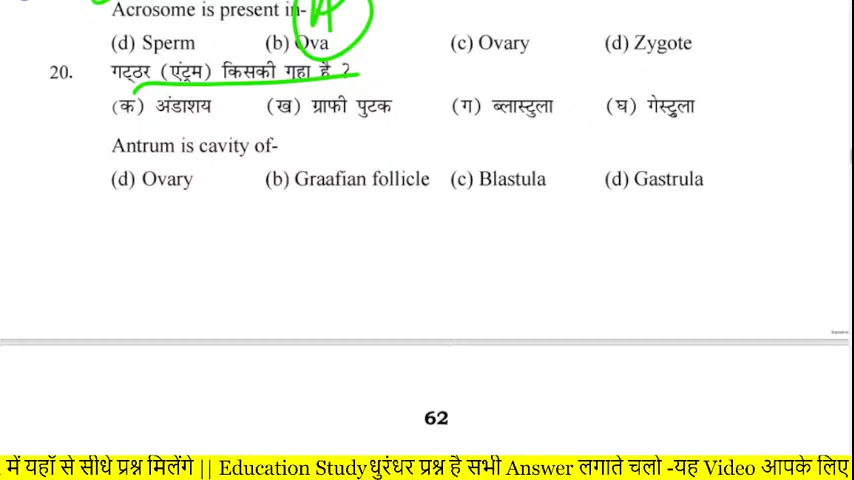 Acrosome is present in-
(d) Sperm (b) Ova (c) Ovary (d) Zygote
20. गट्ठर (एंट्रम) किसकी गुहा है ?
(क) अंडाशय (ख) ग्राफी पुटक (ग) ब्लास्टुला (घ) गेस्ट्रुला
Antrum is cavity of-
(d) Ovary (b) Graafian follicle (c) Blastula (d) Gastrula
62
में यहाँ से सीधे प्रश्न मिलेंगे || Education Study धुरंधर प्रश्न है सभी Answer लगाते चलो -यह Video आपके लिए